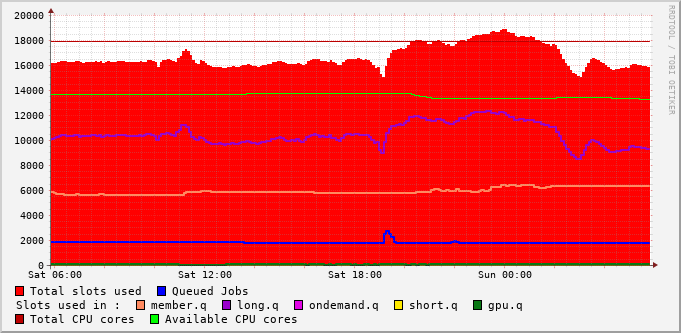 RRDTOOL / TOBI OETIKER
20000
18000
16000
14000
12000
10000
8000
6000
4000
2000
0
Sat 06:00 Sat 12:00 Sat 18:00 Sun 00:00
Total slots used Queued Jobs
Slots used in : member.q long.q ondemand.q short.q gpu.q
Total CPU cores Available CPU cores